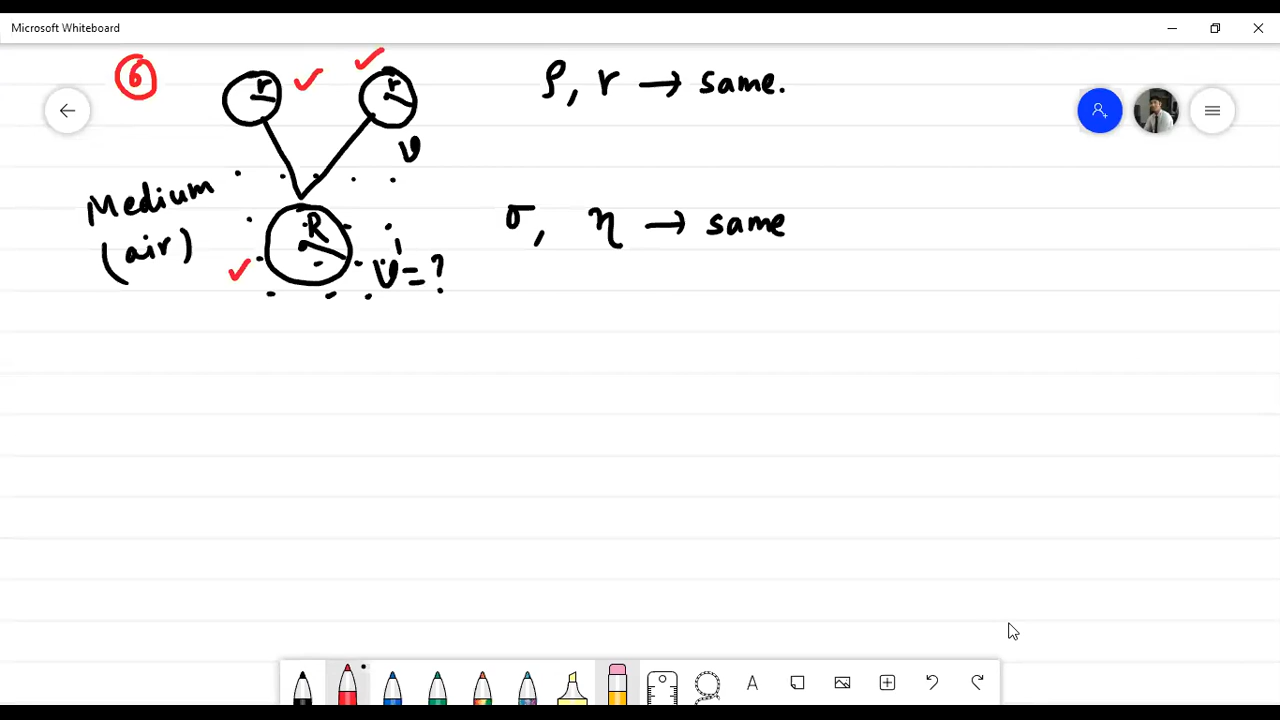 Microsoft Whiteboard
6
r r ρ, r → same.
v
Medium
(air)
R σ, η → same
v' = ?
A